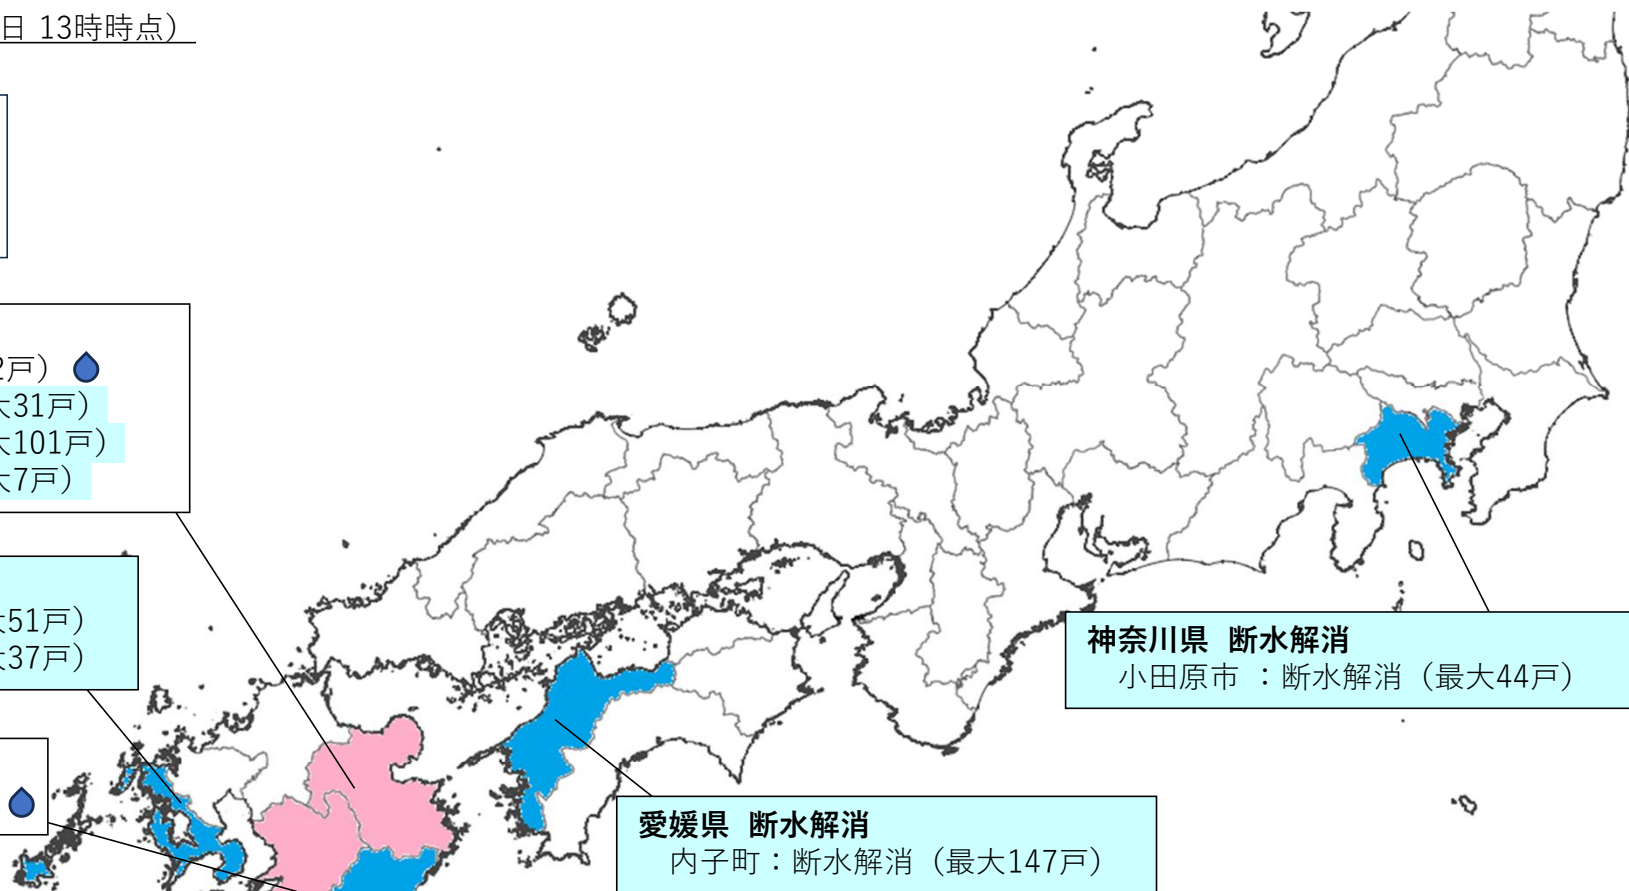 日 13時時点）
2戸）
大31戸）
大101戸）
大7戸）
大51戸）
大37戸）
神奈川県 断水解消
小田原市 ：断水解消（最大44戸）
愛媛県 断水解消
内子町：断水解消（最大147戸）